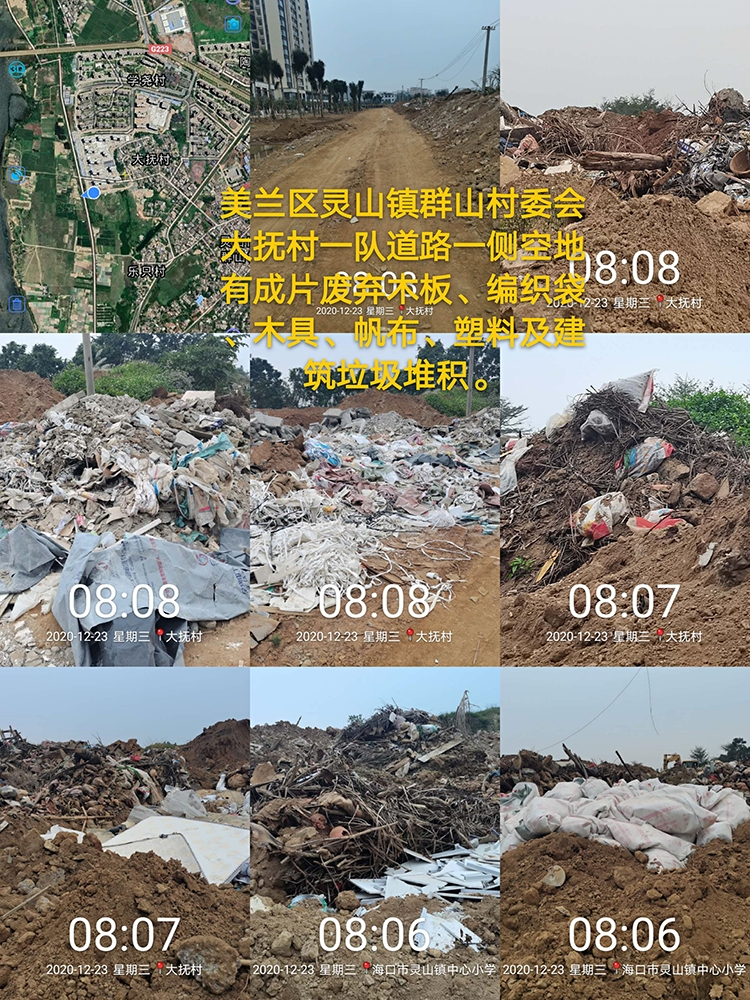 G223
学尧村
大抚村
乐只村
3D
美兰区灵山镇群山村委会
大抚村一队道路一侧空地
有成片废弃木板、编织袋
、木具、帆布、塑料及建
筑垃圾堆积。
08:08
2020-12-23 星期三 大抚村
08:08
2020-12-23 星期三 大抚村
08:08
2020-12-23 星期三 大抚村
08:08
2020-12-23 星期三 大抚村
08:07
2020-12-23 星期三 大抚村
08:07
2020-12-23 星期三 大抚村
08:06
2020-12-23 星期三 海口市灵山镇中心小学
08:06
2020-12-23 星期三 海口市灵山镇中心小学